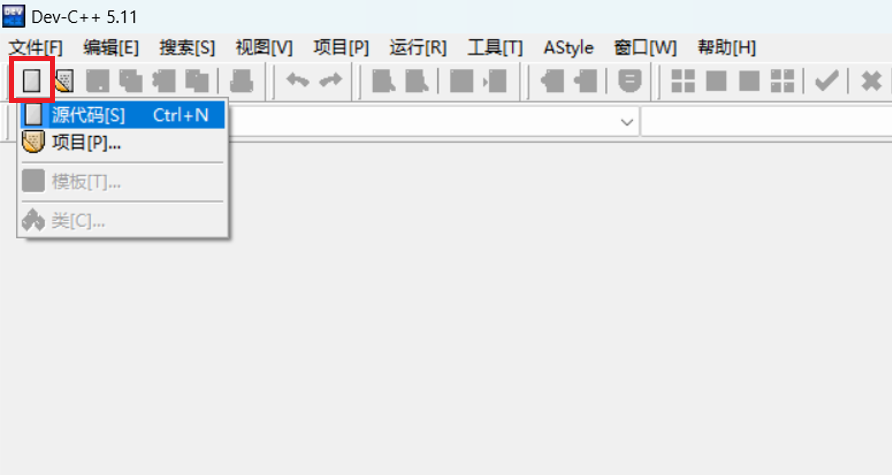 Dev-C++ 5.11
文件[F] 编辑[E] 搜索[S] 视图[V] 项目[P] 运行[R] 工具[T] AStyle 窗口[W] 帮助[H]
源代码[S] Ctrl+N
项目[P]...
模板[T]...
类[C]...